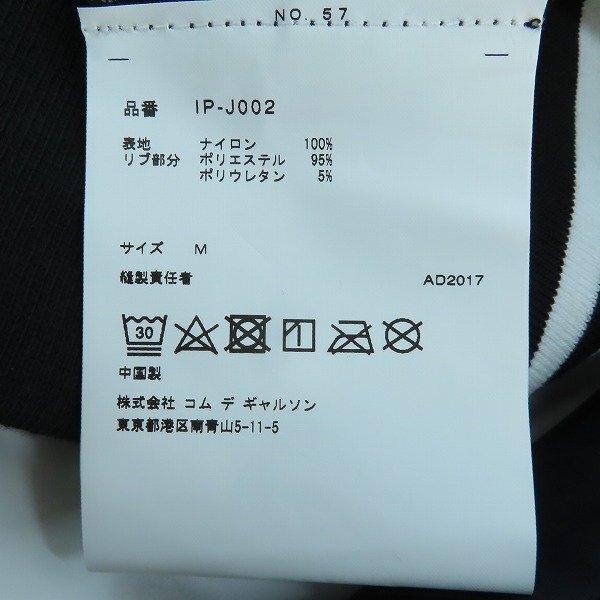 NO. 57
品番 IP-J002
表地 ナイロン 100%
リブ部分 ポリエステル 95%
ポリウレタン 5%
サイズ M
縫製責任者 AD2017
30
中国製
株式会社 コム デ ギャルソン
東京都港区南青山5-11-5